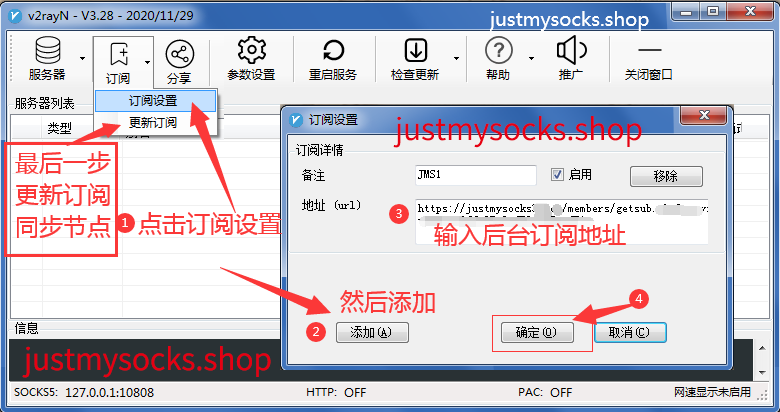 v2rayN - V3.28 - 2020/11/29
justmysocks.shop
服务器
订阅
分享
参数设置
重启服务
检查更新
帮助
推广
关闭窗口
订阅设置
更新订阅
服务器列表
类型
最后一步
更新订阅
同步节点
1 点击订阅设置
订阅设置
justmysocks.shop
订阅详情
备注
JMS1
启用
移除
地址 (url)
3
https://justmysocks /members/getsub.
输入后台订阅地址
然后添加
2
添加(A)
4
确定(O)
取消(C)
信息
justmysocks.shop
SOCKS5: 127.0.0.1:10808
HTTP: OFF
PAC: OFF
网速显示未启用